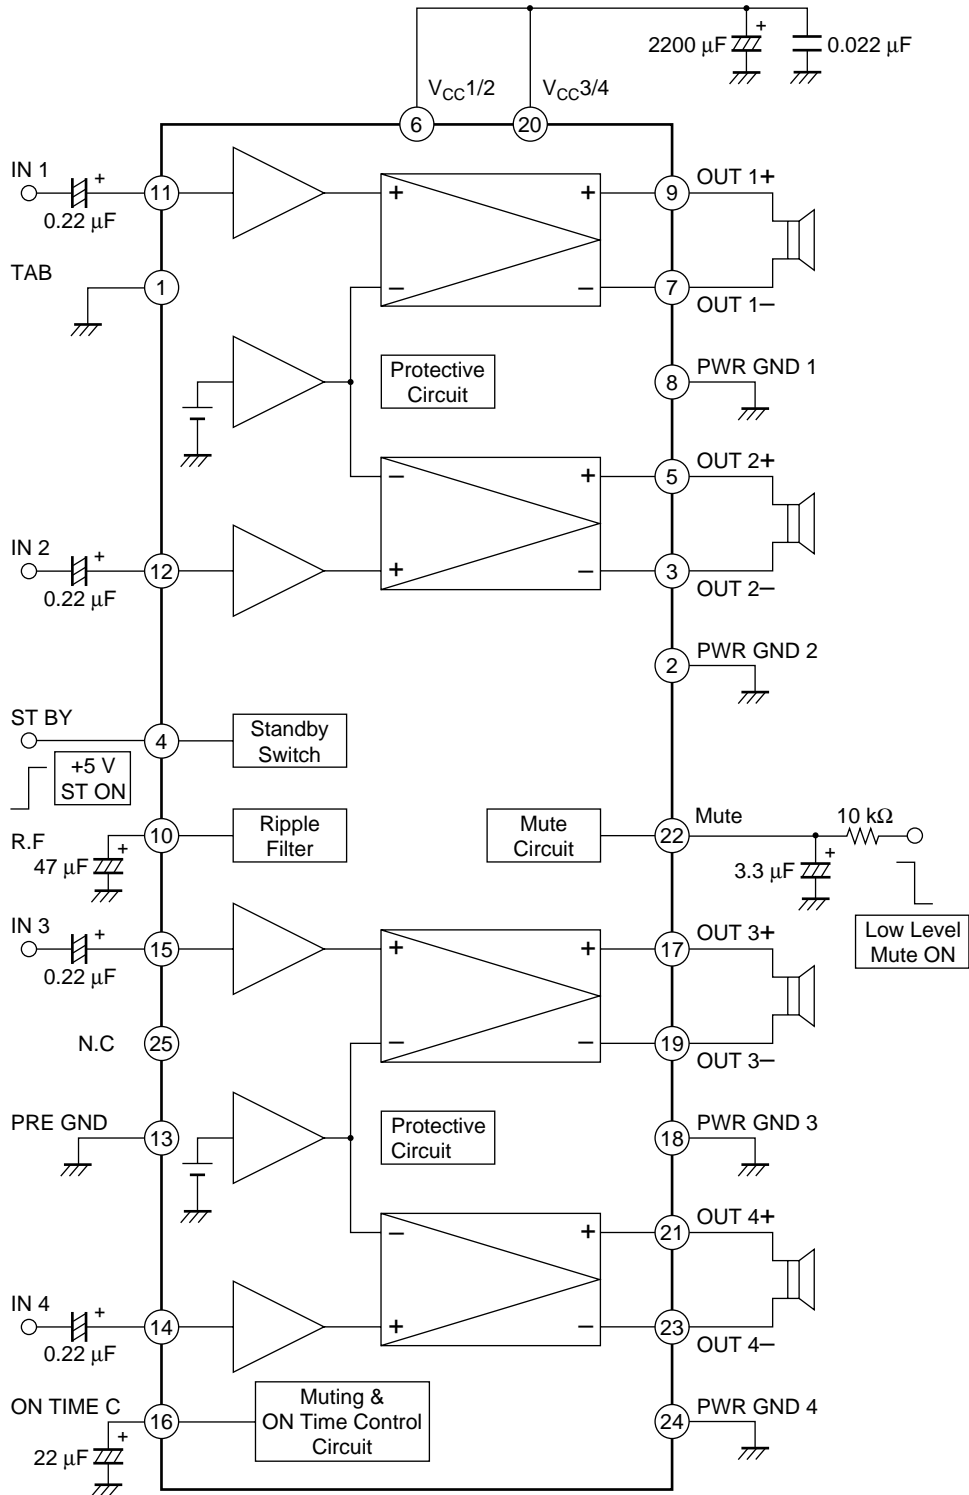 2200 μF
+
0.022 μF
VCC1/2
VCC3/4
6
20
IN 1
+
0.22 μF
11
+
+
9
OUT 1+
TAB
1
−
−
7
OUT 1−
Protective
Circuit
8
PWR GND 1
−
+
5
OUT 2+
IN 2
+
0.22 μF
12
+
−
3
OUT 2−
2
PWR GND 2
ST BY
4
Standby
Switch
+5 V
ST ON
R.F
10
Ripple
Filter
47 μF
+
Mute
Circuit
22
Mute
10 kΩ
3.3 μF
+
Low Level
Mute ON
IN 3
+
0.22 μF
15
+
+
17
OUT 3+
N.C
25
−
−
19
OUT 3−
PRE GND
13
Protective
Circuit
18
PWR GND 3
−
+
21
OUT 4+
IN 4
+
0.22 μF
14
+
−
23
OUT 4−
ON TIME C
16
Muting &
ON Time Control
Circuit
22 μF
+
24
PWR GND 4